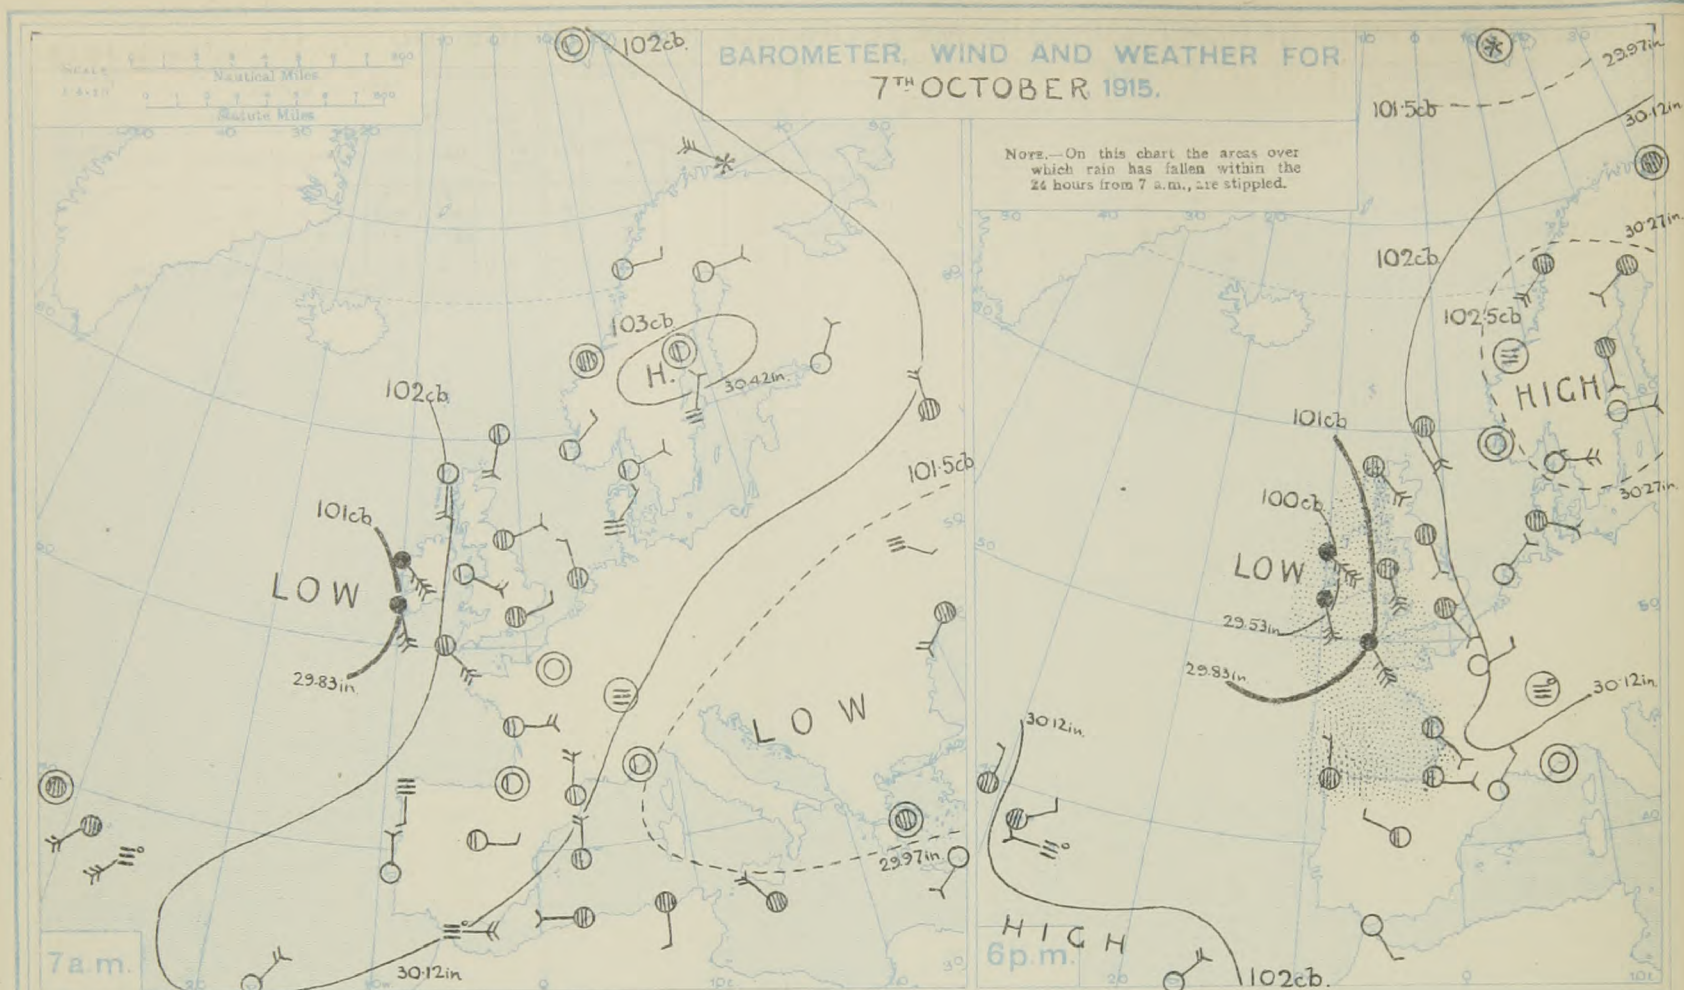 BAROMETER, WIND AND WEATHER FOR
7TH OCTOBER 1915.
Nautical Miles
Statute Miles
NOTE.—On this chart the areas over
which rain has fallen within the
24 hours from 7 a.m., are stippled.
102cb.
103cb
H.
30.42in.
102cb.
101.5cb
101cb
LOW
29.83in.
LOW
29.97in.
30.12in.
7a.m.
29.97in.
101.5cb
30.12in.
30.27in.
102cb.
102.5cb
HIGH
101cb
30.27in.
100cb.
LOW
29.53in.
29.83in.
30.12in.
30.12in.
HIGH
102cb.
6p.m.